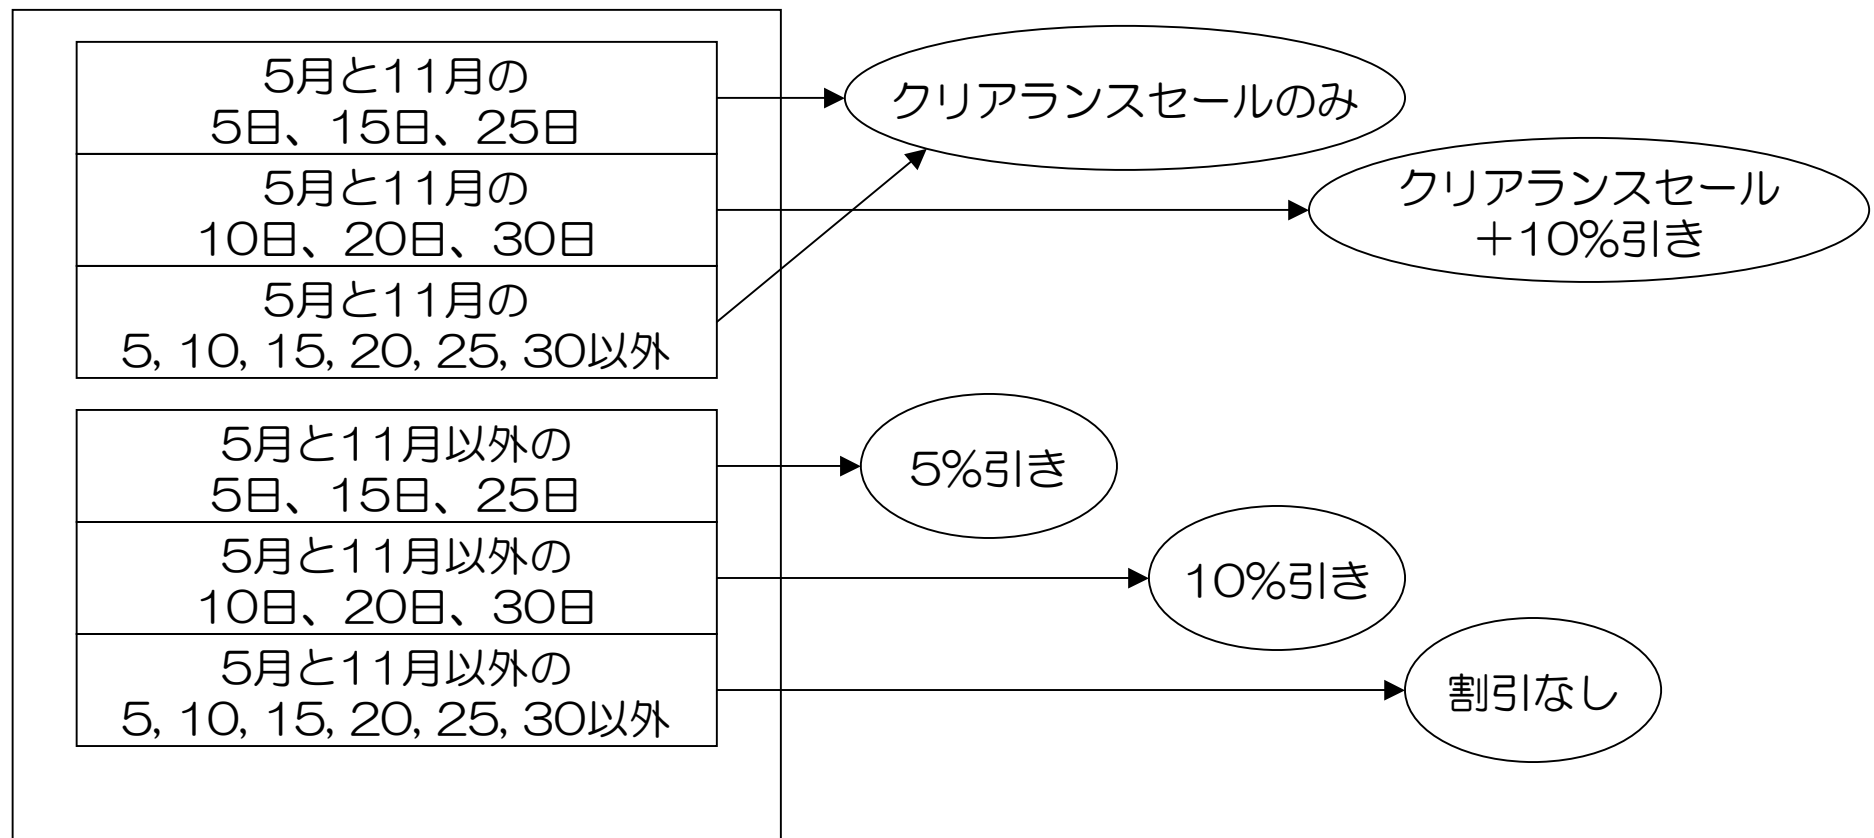 5月と11月の
5日、15日、25日
5月と11月の
10日、20日、30日
5月と11月の
5, 10, 15, 20, 25, 30以外
5月と11月以外の
5日、15日、25日
5月と11月以外の
10日、20日、30日
5月と11月以外の
5, 10, 15, 20, 25, 30以外
クリアランスセールのみ
クリアランスセール
+10%引き
5%引き
10%引き
割引なし